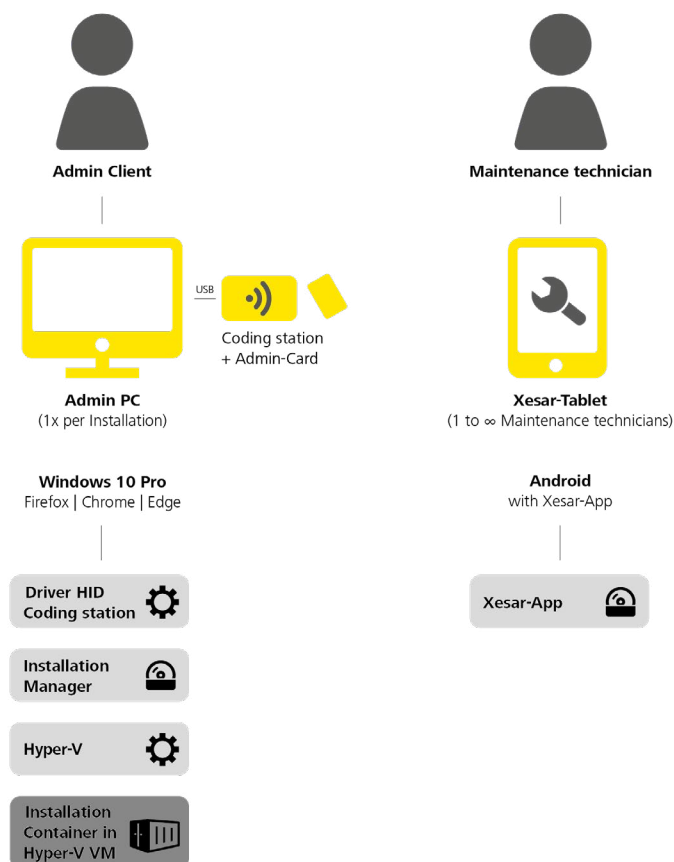 Admin Client
USB
Coding station
+ Admin-Card
Admin PC
(1x per Installation)
Windows 10 Pro
Firefox | Chrome | Edge
Driver HID
Coding station
Installation
Manager
Hyper-V
Installation
Container in
Hyper-V VM
Maintenance technician
Xesar-Tablet
(1 to ∞ Maintenance technicians)
Android
with Xesar-App
Xesar-App